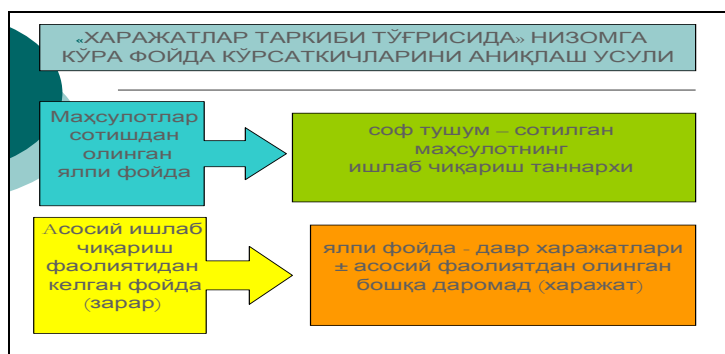 «ХАРАЖАТЛАР ТАРКИБИ ТЎҒРИСИДА» НИЗОМГА
КЎРА ФОЙДА КЎРСАТКИЧЛАРИНИ АНИҚЛАШ УСУЛИ
Маҳсулотлар
сотишдан
олинган
ялпи фойда
соф тушум – сотилган
маҳсулотнинг
ишлаб чиқариш таннархи
Асосий ишлаб
чиқариш
фаолиятидан
келган фойда
(зарар)
ялпи фойда - давр харажатлари
± асосий фаолиятдан олинган
бошқа даромад (харажат)